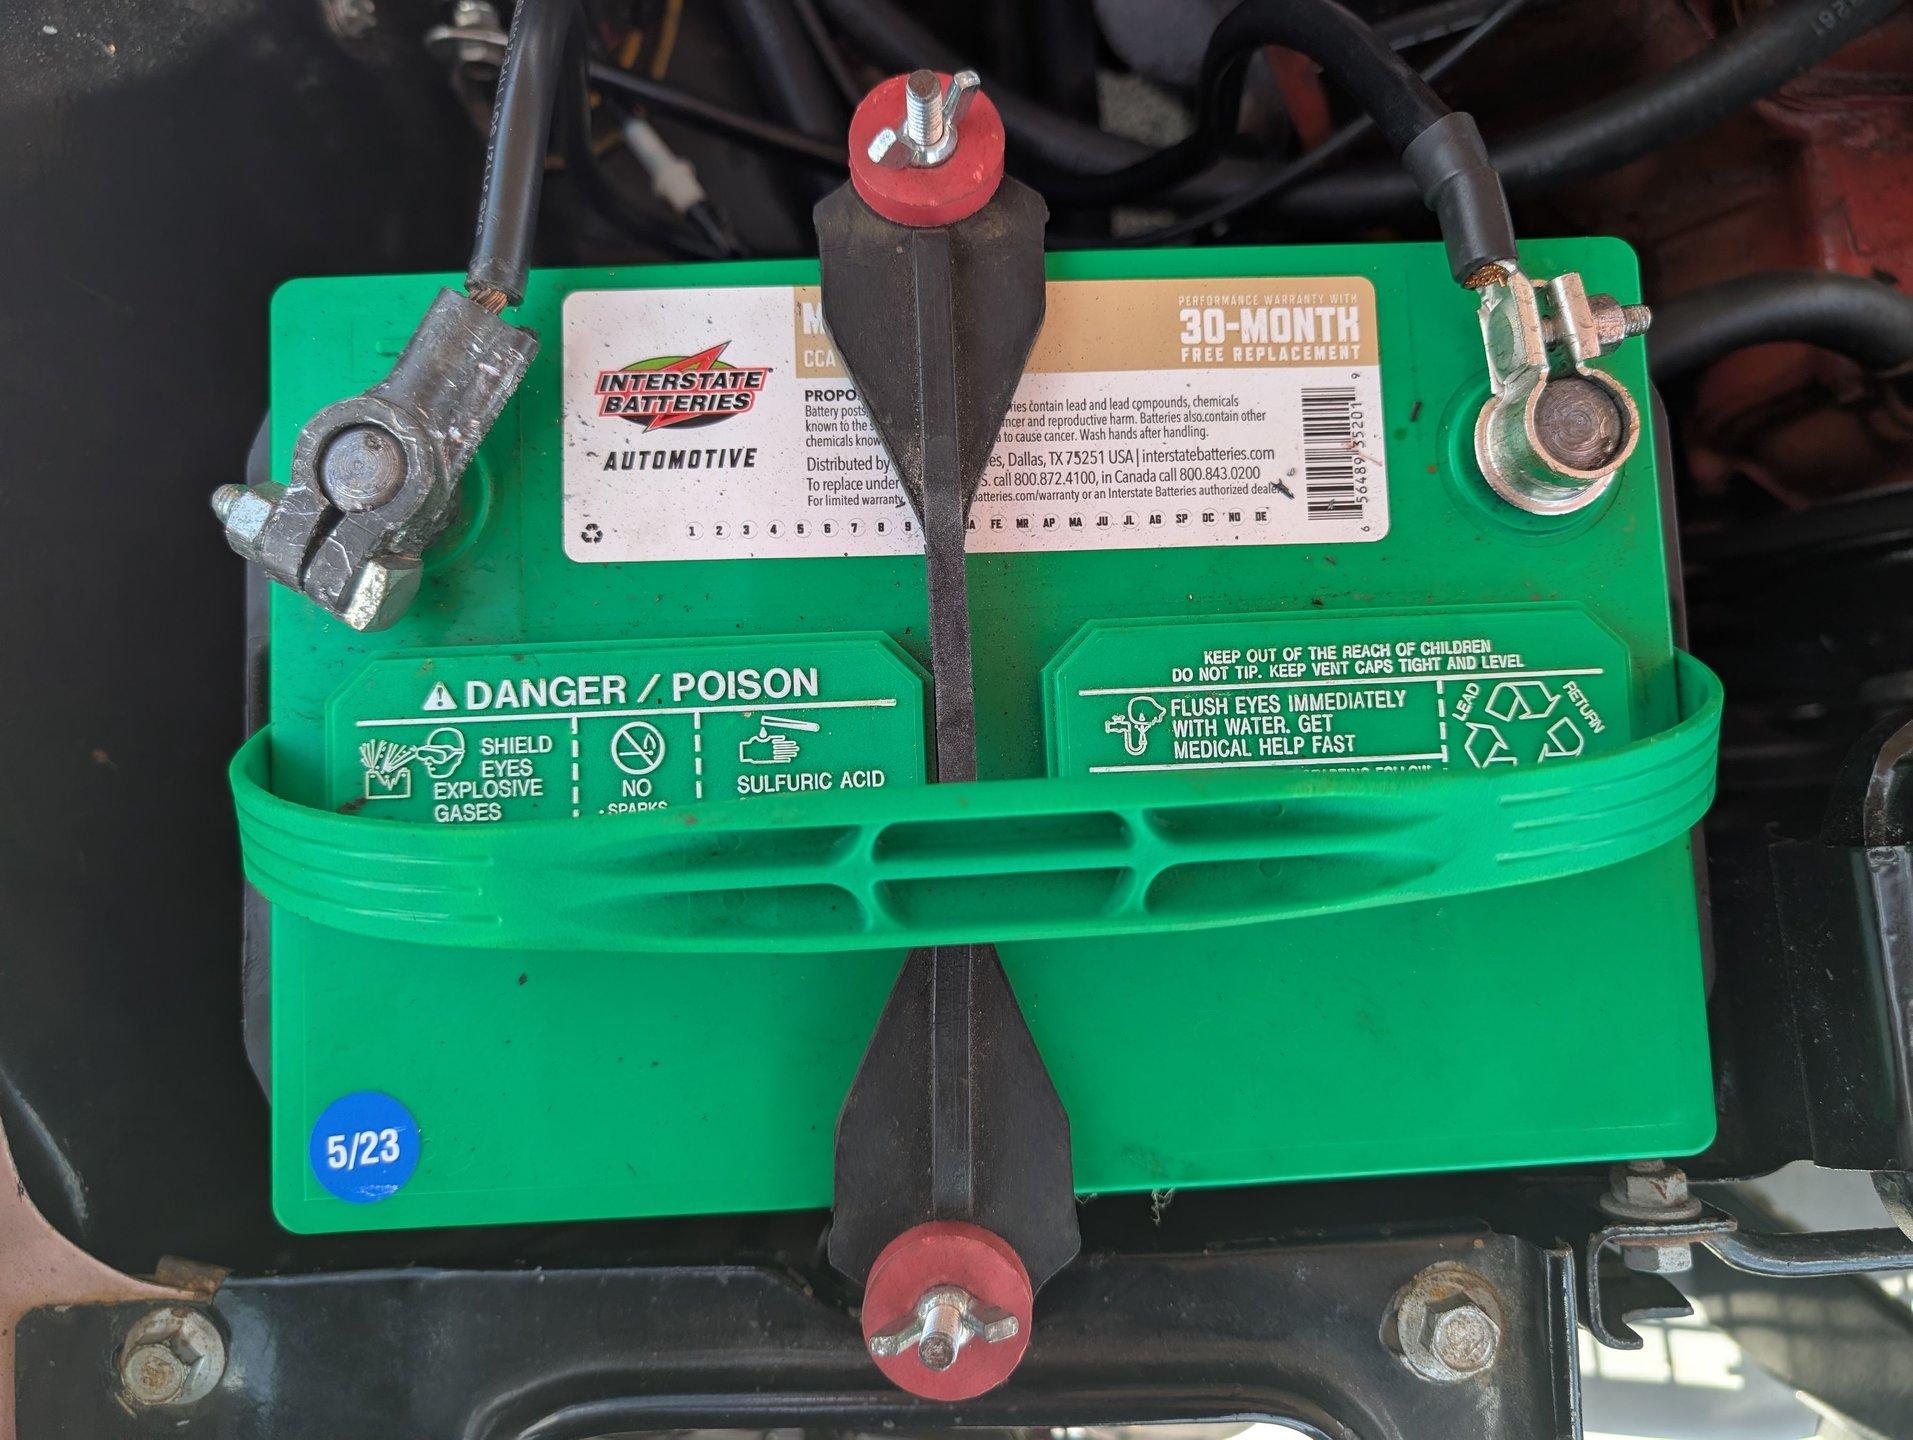 PERFORMANCE WARRANTY WITH
M
30-MONTH
CCA
FREE REPLACEMENT
INTERSTATE
BATTERIES
AUTOMOTIVE
PROPO
Battery posts, ries contain lead and lead compounds, chemicals
known to the s ncer and reproductive harm. Batteries also contain other
chemicals know to cause cancer. Wash hands after handling.
Distributed by es, Dallas, TX 75251 USA | interstatebatteries.com
To replace under S. call 800.872.4100, in Canada call 800.843.0200
For limited warranty, batteries.com/warranty or an Interstate Batteries authorized dealer
1 2 3 4 5 6 7 8 9 JA FE MR AP MA JU JL AG SP OC NO DE
6 56489 35201 9
DANGER / POISON
SHIELD
EYES
EXPLOSIVE
GASES
NO
SPARKS
SULFURIC ACID
KEEP OUT OF THE REACH OF CHILDREN
DO NOT TIP. KEEP VENT CAPS TIGHT AND LEVEL
FLUSH EYES IMMEDIATELY
WITH WATER. GET
MEDICAL HELP FAST
LEAD
RETURN
5/23